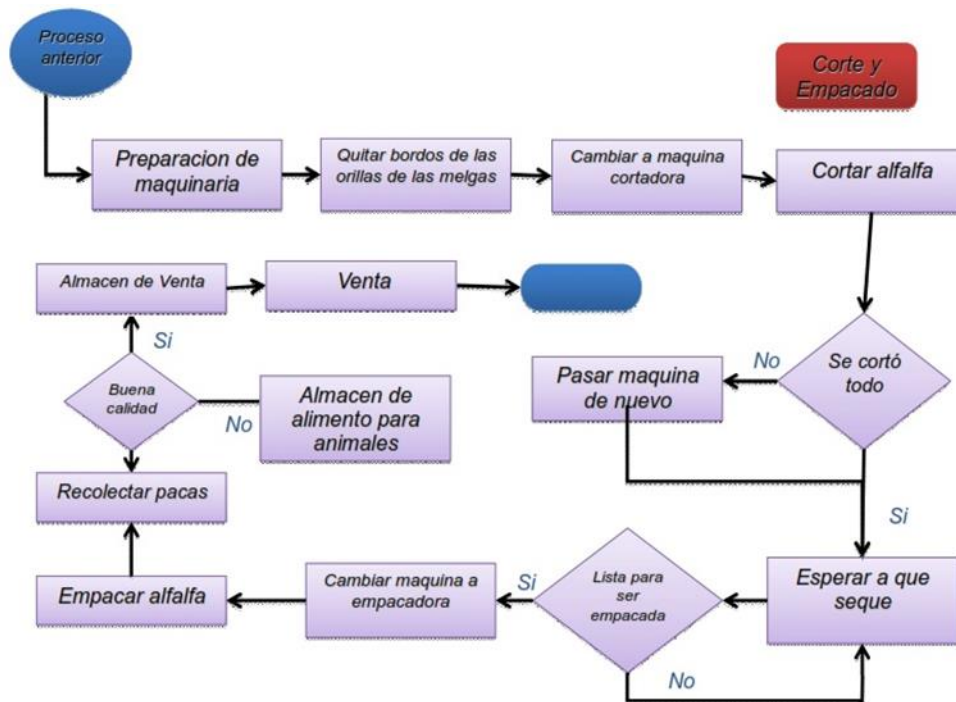 Proceso
anterior
Corte y
Empacado
Preparacion de
maquinaria
Quitar bordos de las
orillas de las melgas
Cambiar a maquina
cortadora
Cortar alfalfa
Almacen de Venta
Venta
Si
Buena
calidad
No
Almacen de
alimento para
animales
Pasar maquina
de nuevo
No
Se cortó
todo
Recolectar pacas
Si
Empacar alfalfa
Cambiar maquina a
empacadora
Si
Lista para
ser
empacada
Esperar a que
seque
No